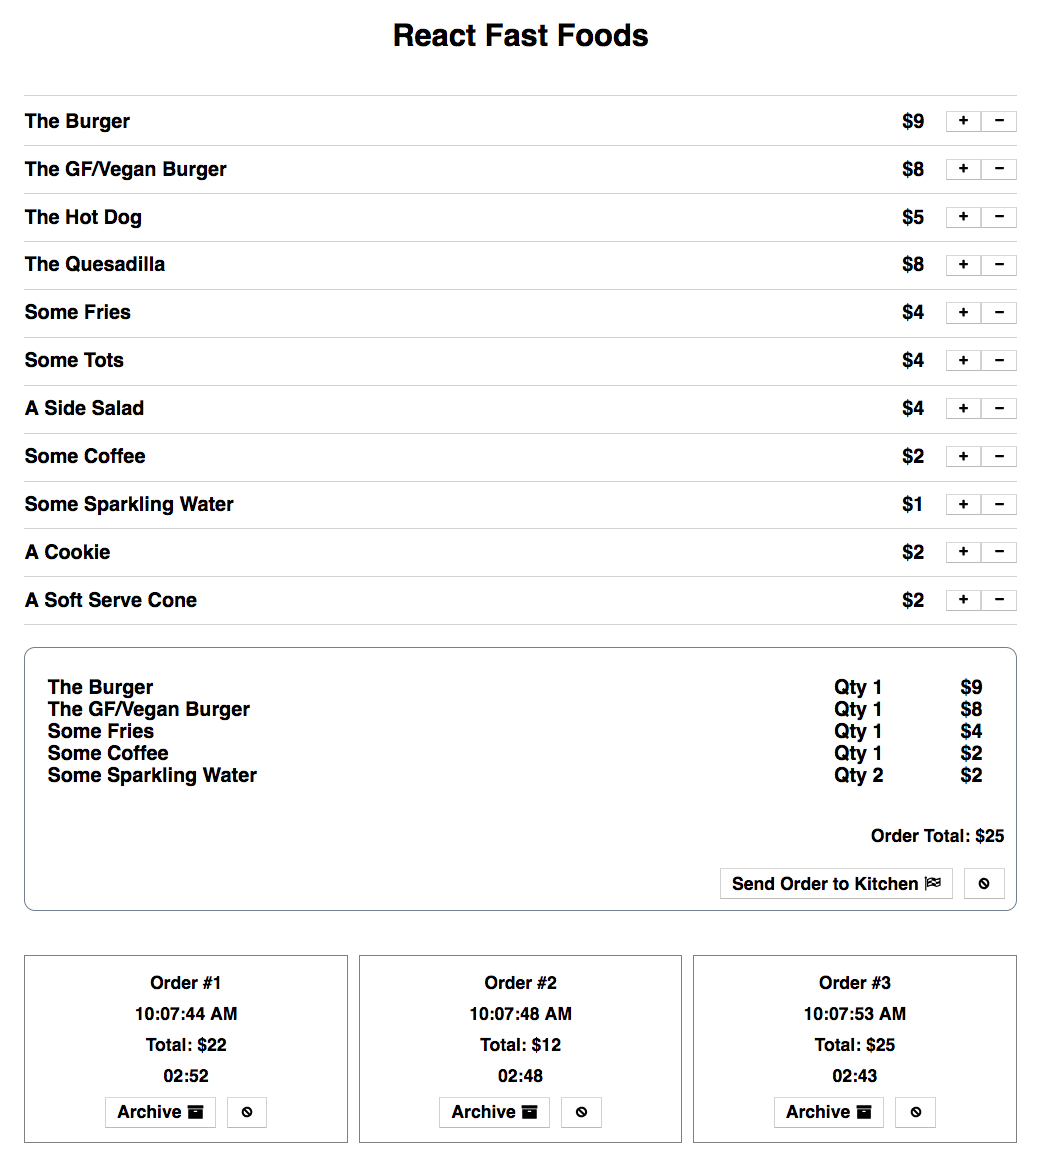 React Fast Foods
The Burger $9 + −
The GF/Vegan Burger $8 + −
The Hot Dog $5 + −
The Quesadilla $8 + −
Some Fries $4 + −
Some Tots $4 + −
A Side Salad $4 + −
Some Coffee $2 + −
Some Sparkling Water $1 + −
A Cookie $2 + −
A Soft Serve Cone $2 + −
The Burger Qty 1 $9
The GF/Vegan Burger Qty 1 $8
Some Fries Qty 1 $4
Some Coffee Qty 1 $2
Some Sparkling Water Qty 2 $2
Order Total: $25
Send Order to Kitchen
Order #1
10:07:44 AM
Total: $22
02:52
Archive
Order #2
10:07:48 AM
Total: $12
02:48
Archive
Order #3
10:07:53 AM
Total: $25
02:43
Archive